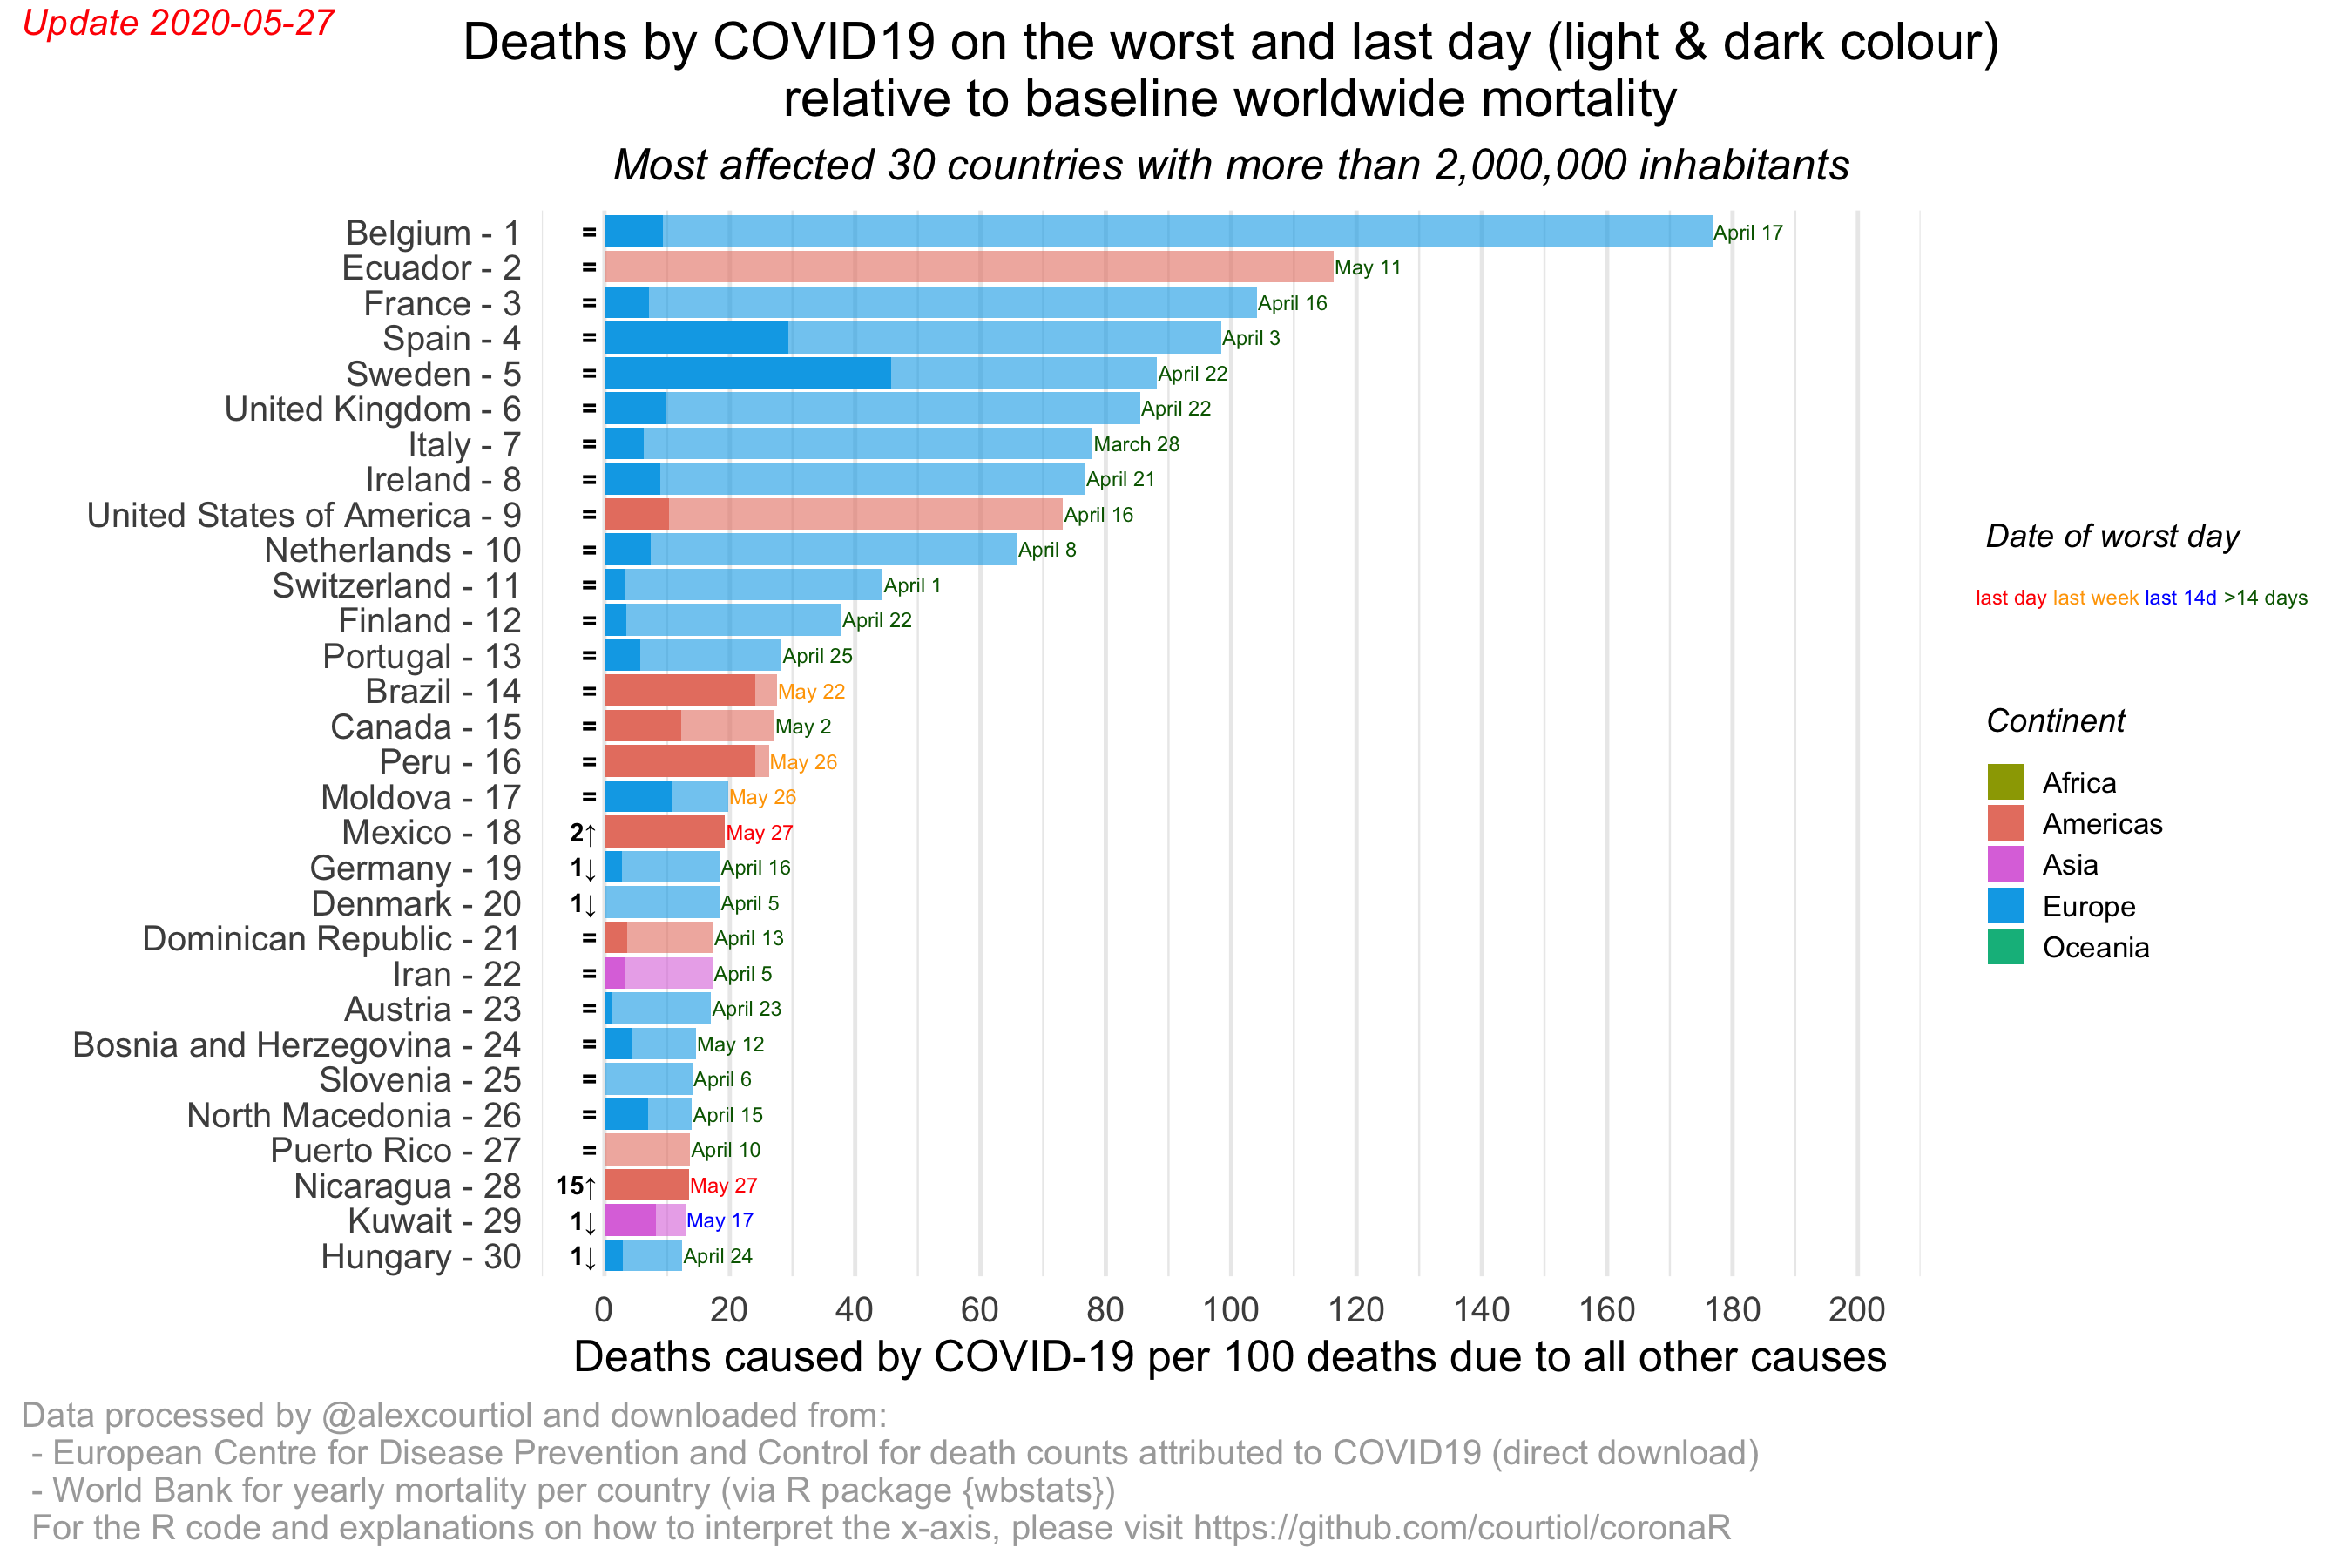 Update 2020-05-27
Deaths by COVID19 on the worst and last day (light & dark colour)
relative to baseline worldwide mortality
Most affected 30 countries with more than 2,000,000 inhabitants
Belgium - 1 = April 17
Ecuador - 2 = May 11
France - 3 = April 16
Spain - 4 = April 3
Sweden - 5 = April 22
United Kingdom - 6 = April 22
Italy - 7 = March 28
Ireland - 8 = April 21
United States of America - 9 = April 16
Netherlands - 10 = April 8
Switzerland - 11 = April 1
Finland - 12 = April 22
Portugal - 13 = April 25
Brazil - 14 = May 22
Canada - 15 = May 2
Peru - 16 = May 26
Moldova - 17 = May 26
Mexico - 18 2↑ May 27
Germany - 19 1↓ April 16
Denmark - 20 1↓ April 5
Dominican Republic - 21 = April 13
Iran - 22 = April 5
Austria - 23 = April 23
Bosnia and Herzegovina - 24 = May 12
Slovenia - 25 = April 6
North Macedonia - 26 = April 15
Puerto Rico - 27 = April 10
Nicaragua - 28 15↑ May 27
Kuwait - 29 1↓ May 17
Hungary - 30 1↓ April 24
0 20 40 60 80 100 120 140 160 180 200
Deaths caused by COVID-19 per 100 deaths due to all other causes
Date of worst day
last day last week last 14d >14 days
Continent
Africa
Americas
Asia
Europe
Oceania
Data processed by @alexcourtiol and downloaded from:
- European Centre for Disease Prevention and Control for death counts attributed to COVID19 (direct download)
- World Bank for yearly mortality per country (via R package {wbstats})
For the R code and explanations on how to interpret the x-axis, please visit https://github.com/courtiol/coronaR